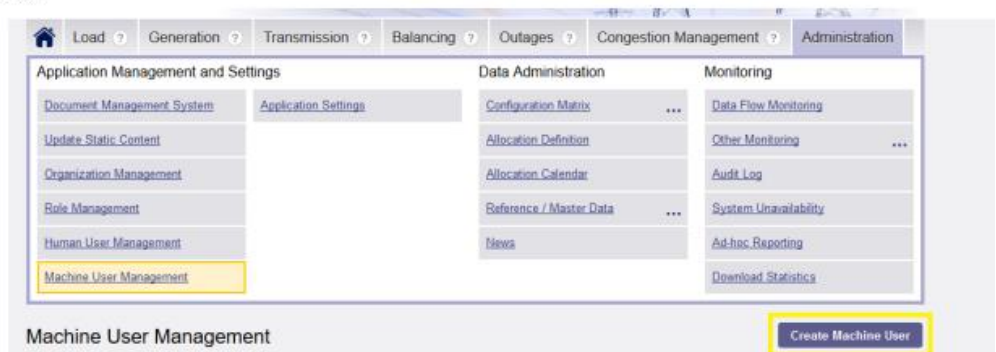 Load ? Generation ? Transmission ? Balancing ? Outages ? Congestion Management ? Administration
Application Management and Settings Data Administration Monitoring
Document Management System Application Settings Configuration Matrix ... Data Flow Monitoring
Update Static Content Allocation Definition Other Monitoring ...
Organization Management Allocation Calendar Audit Log
Role Management Reference / Master Data ... System Unavailability
Human User Management News Ad-hoc Reporting
Machine User Management Download Statistics
Machine User Management Create Machine User